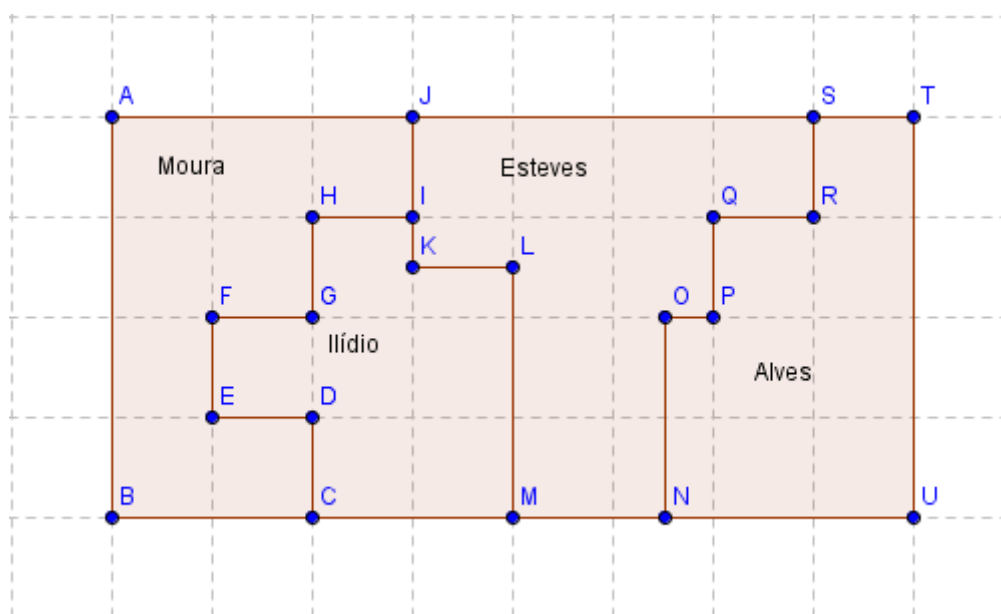 A J S T
Moura Esteves
H I Q R
K L
F G O P
Ilídio
Alves
E D
B C M N U